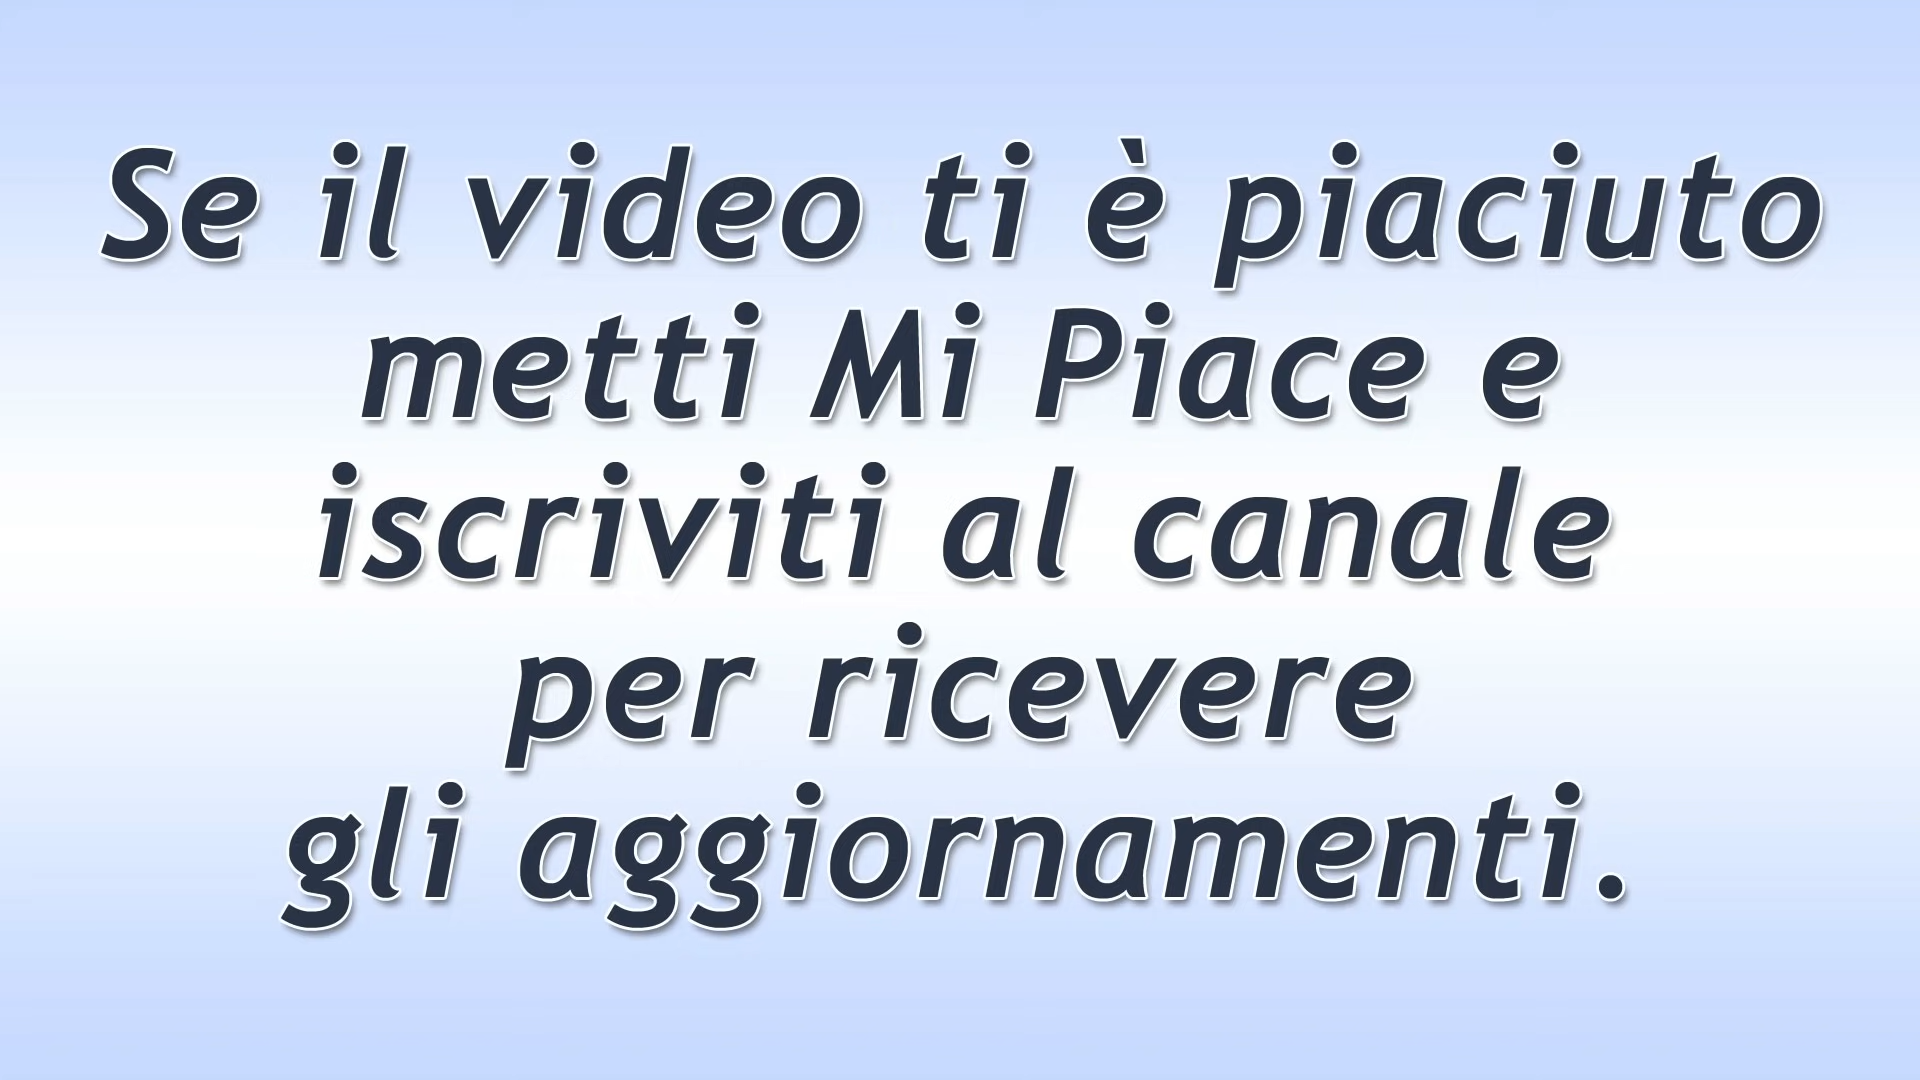 Se il video ti è piaciuto
metti Mi Piace e
iscriviti al canale
per ricevere
gli aggiornamenti.